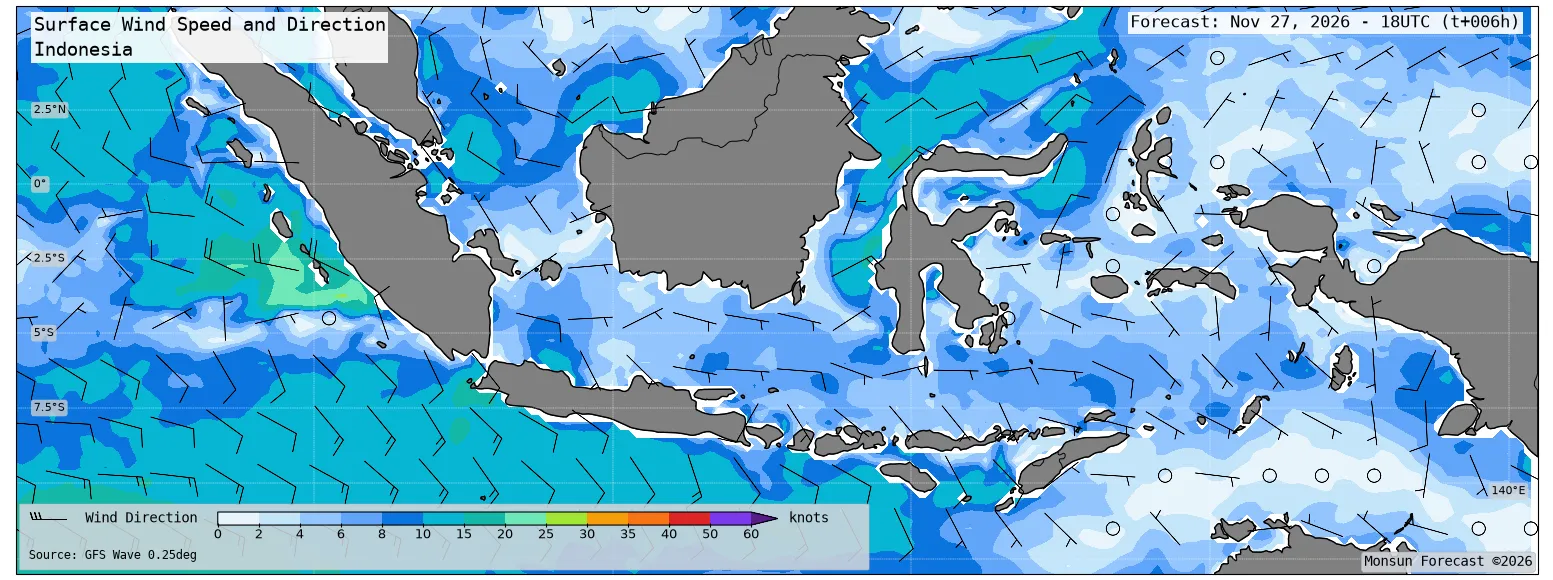 Surface Wind Speed and Direction
Indonesia
Forecast: Nov 27, 2026 - 18UTC (t+006h)
2.5°N
0°
2.5°S
5°S
7.5°S
140°E
Wind Direction
knots
0 2 4 6 8 10 15 20 25 30 35 40 50 60
Source: GFS Wave 0.25deg
Monsun Forecast ©2026